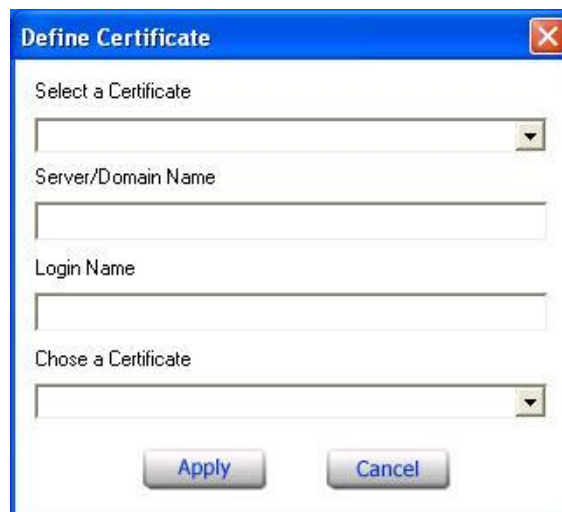 Define Certificate
Select a Certificate
Server/Domain Name
Login Name
Chose a Certificate
Apply Cancel